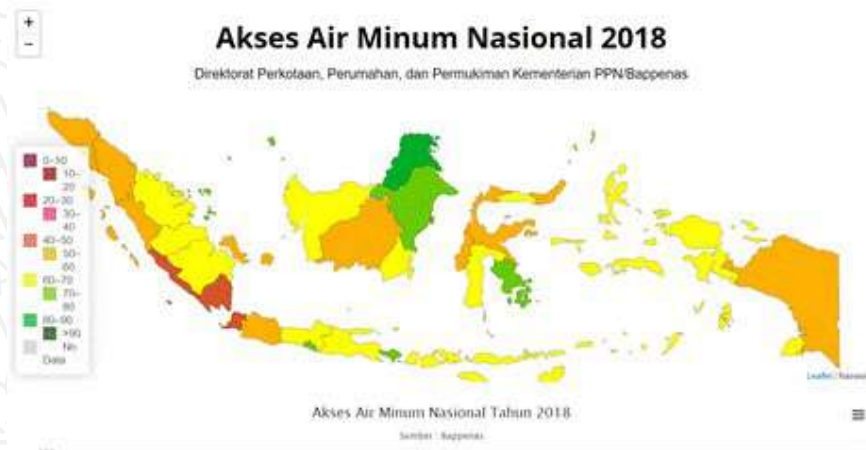 +
−
Akses Air Minum Nasional 2018
Direktorat Perkotaan, Perumahan, dan Permukiman Kementerian PPN/Bappenas
0-10
10-
20
20-30
30-
40
40-50
50-
60
60-70
70-
80
80-90
>90
No
Data
Leaflet | Nawasis
Akses Air Minum Nasional Tahun 2018
Sumber : Bappenas